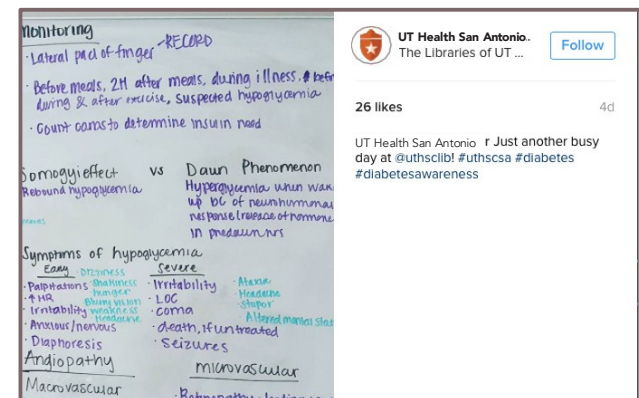 Monitoring
· Lateral pad of finger → RECORD
· Before meals, 2H after meals, during illness,
during & after exercise, suspected hypoglycemia
· Count carbs to determine insulin need
Somogyi effect vs Dawn Phenomenon
Rebound hypoglycemia
Hyperglycemia when wak
up bc of neurohummal
response (release of hormone
in predawn hrs
Symptoms of hypoglycemia
Early
· Dizziness
· Palpitations · Shakiness
· ↑HR hunger
· Irritability Blurry vision
weakness
· Anxious/nervous Headache
· Diaphoresis
Severe
· Irritability
· LOC
· coma
· death, if untreated
· Seizures
· Ataxia
· Headache
· Stupor
· Altered mental stat
Angiopathy
Macrovascular
microvascular
UT Health San Antonio..
The Libraries of UT ...
Follow
26 likes
4d
UT Health San Antonio r Just another busy
day at @uthsclib! #uthscsa #diabetes
#diabetesawareness